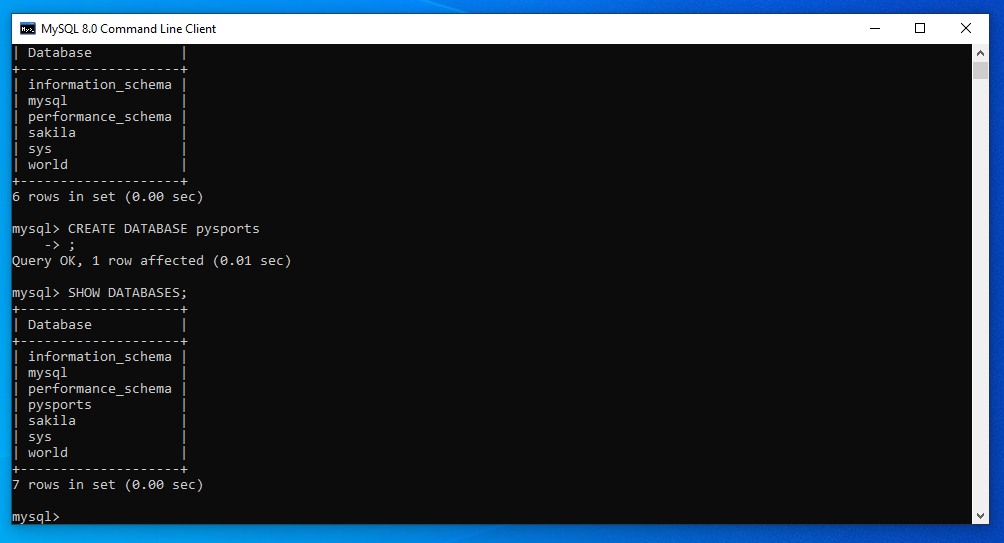 MySQL 8.0 Command Line Client
| Database           |
+--------------------+
| information_schema |
| mysql              |
| performance_schema |
| sakila             |
| sys                |
| world              |
+--------------------+
6 rows in set (0.00 sec)
mysql> CREATE DATABASE pysports
    -> ;
Query OK, 1 row affected (0.01 sec)
mysql> SHOW DATABASES;
+--------------------+
| Database           |
+--------------------+
| information_schema |
| mysql              |
| performance_schema |
| pysports           |
| sakila             |
| sys                |
| world              |
+--------------------+
7 rows in set (0.00 sec)
mysql>